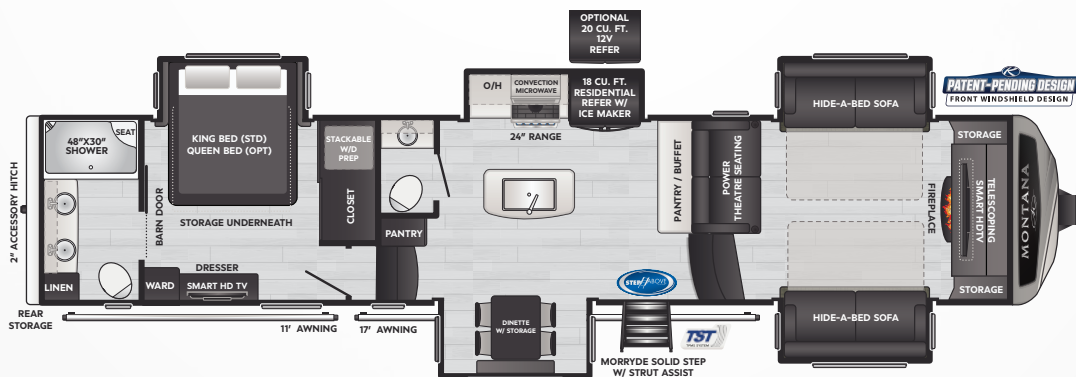 OPTIONAL
20 CU. FT.
12V
REFER
O/H
CONVECTION
MICROWAVE
18 CU. FT.
RESIDENTIAL
REFER W/
ICE MAKER
24" RANGE
HIDE-A-BED SOFA
PATENT-PENDING DESIGN
FRONT WINDSHIELD DESIGN
2" ACCESSORY HITCH
48"X30"
SHOWER
SEAT
KING BED (STD)
QUEEN BED (OPT)
STACKABLE
W/D
PREP
BARN DOOR
STORAGE UNDERNEATH
CLOSET
PANTRY
PANTRY / BUFFET
POWER
THEATRE SEATING
FIREPLACE
STORAGE
TELESCOPING
SMART HDTV
STORAGE
MONTANA
LINEN
WARD
DRESSER
SMART HD TV
REAR
STORAGE
11' AWNING
17' AWNING
DINETTE
W/ STORAGE
STEP ABOVE
TST
MORRYDE SOLID STEP
W/ STRUT ASSIST
HIDE-A-BED SOFA